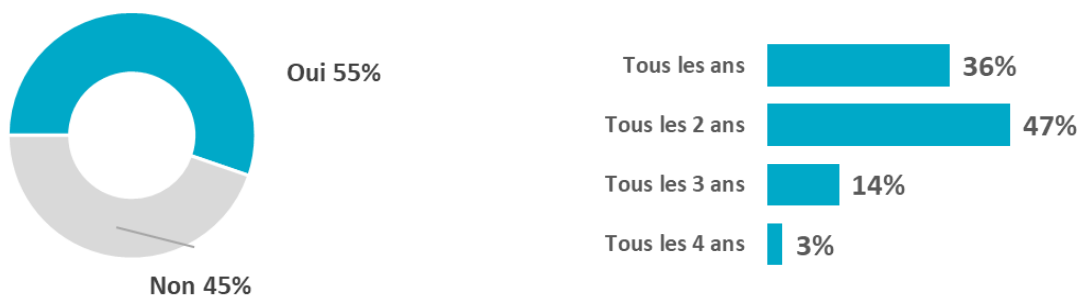 Oui 55%
Non 45%
Tous les ans 36%
Tous les 2 ans 47%
Tous les 3 ans 14%
Tous les 4 ans 3%